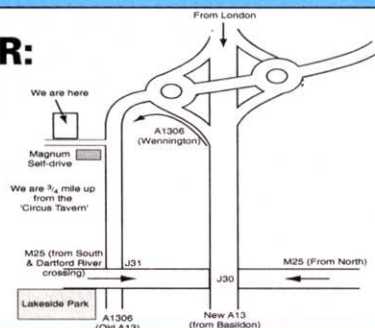 R:
From London
We are here
A1306
(Wennington)
Magnum
Self-drive
We are ¾ mile up
from the
'Circus Tavern'
M25 (from South
& Dartford River
crossing)
J31
J30
M25 (From North)
Lakeside Park
A1306
(Old A13)
New A13
(from Basildon)